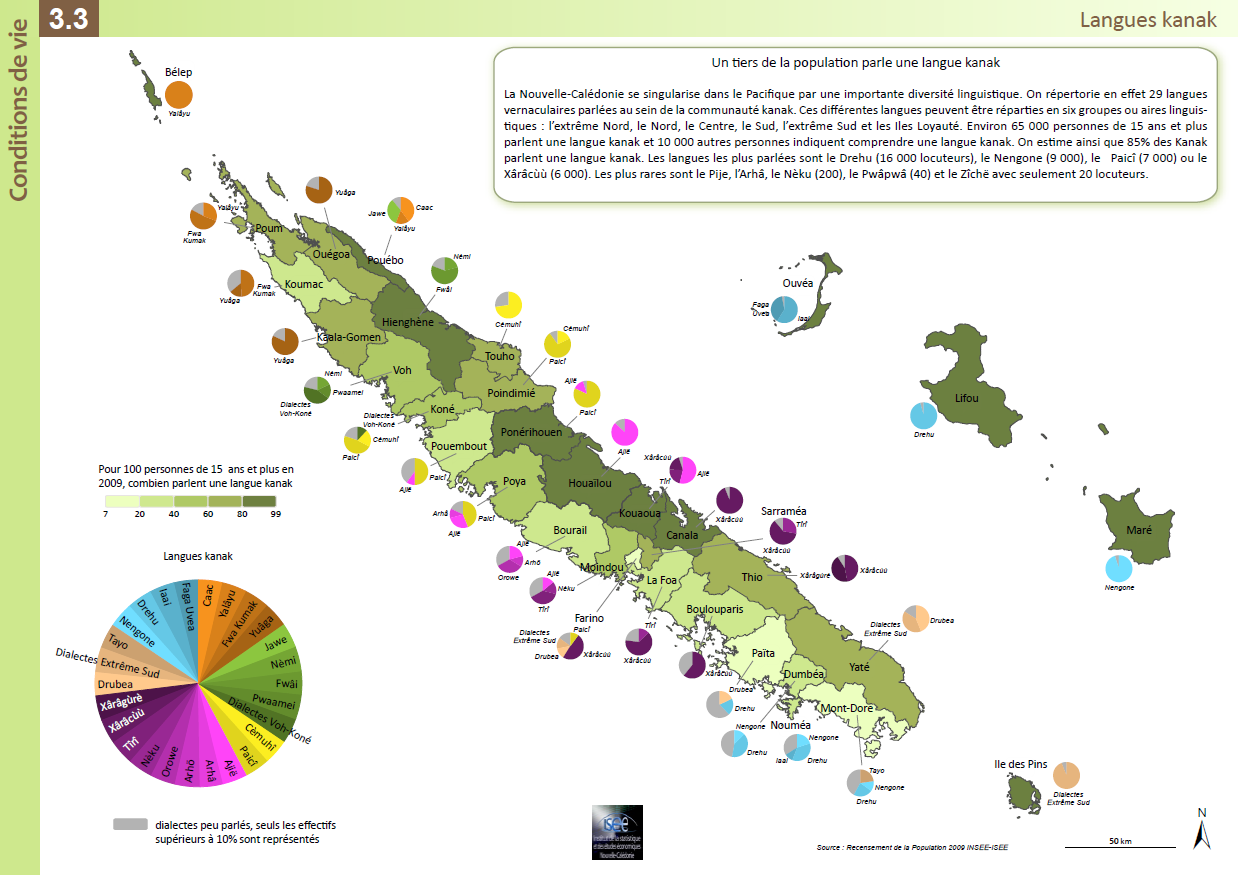 3.3
Langues kanak
Conditions de vie
Un tiers de la population parle une langue kanak
La Nouvelle-Calédonie se singularise dans le Pacifique par une importante diversité linguistique. On répertorie en effet 29 langues
vernaculaires parlées au sein de la communauté kanak. Ces différentes langues peuvent être réparties en six groupes ou aires linguis-
tiques : l'extrême Nord, le Nord, le Centre, le Sud, l'extrême Sud et les Iles Loyauté. Environ 65 000 personnes de 15 ans et plus
parlent une langue kanak et 10 000 autres personnes indiquent comprendre une langue kanak. On estime ainsi que 85% des Kanak
parlent une langue kanak. Les langues les plus parlées sont le Drehu (16 000 locuteurs), le Nengone (9 000), le Paicî (7 000) ou le
Xârâcùù (6 000). Les plus rares sont le Pije, l'Arhâ, le Nèku (200), le Pwâpwâ (40) et le Zîchë avec seulement 20 locuteurs.
Bélep
Yalâyu
Yuâga
Yalâyu
Fwa
Kumak
Poum
Jawe
Caac
Yalâyu
Ouégoa
Pouébo
Koumac
Fwa
Kumak
Yuâga
Nèmi
Fwâi
Hienghène
Cèmuhî
Touho
Kaala-Gomen
Yuâga
Cèmuhî
Paicî
Voh
Nèmi
Pwaamei
Dialectes
Voh-Koné
Poindimié
Ajië
Paicî
Koné
Dialectes
Voh-Koné
Cèmuhî
Paicî
Ponérihouen
Ajië
Pouembout
Paicî
Ajië
Poya
Arhâ
Paicî
Ajië
Houaïlou
Xârâcùù
Ajië
Tîrî
Kouaoua
Xârâcùù
Canala
Sarraméa
Tîrî
Xârâcùù
Bourail
Ajië
Arhö
Orowe
Moindou
Ajië
Nèku
Tîrî
La Foa
Farino
Paicî
Dialectes
Extrême Sud
Drubea
Xârâcùù
Xârâcùù
Thio
Xârâgùrè
Xârâcùù
Boulouparis
Xârâcùù
Païta
Drubea
Drehu
Dumbéa
Yaté
Dialectes
Extrême Sud
Drubea
Mont-Dore
Nouméa
Nengone
Drehu
Nengone
Iaai
Drehu
Tayo
Nengone
Drehu
Ile des Pins
Dialectes
Extrême Sud
Ouvéa
Faga
Uvea
Iaai
Lifou
Drehu
Maré
Nengone
Pour 100 personnes de 15 ans et plus en
2009, combien parlent une langue kanak
7 20 40 60 80 99
Langues kanak
Caac
Yalâyu
Fwa Kumak
Yuâga
Jawe
Nèmi
Fwâi
Pwaamei
Dialectes Voh-Koné
Cèmuhî
Paicî
Ajië
Arhâ
Arhö
Orowe
Nèku
Tîrî
Xârâcùù
Xârâgùrè
Drubea
Dialectes Extrême Sud
Tayo
Nengone
Drehu
Iaai
Faga Uvea
dialectes peu parlés, seuls les effectifs
supérieurs à 10% sont représentés
isee
Institut de la statistique
et des études économiques
Nouvelle-Calédonie
Source : Recensement de la Population 2009 INSEE-ISEE
50 km
N